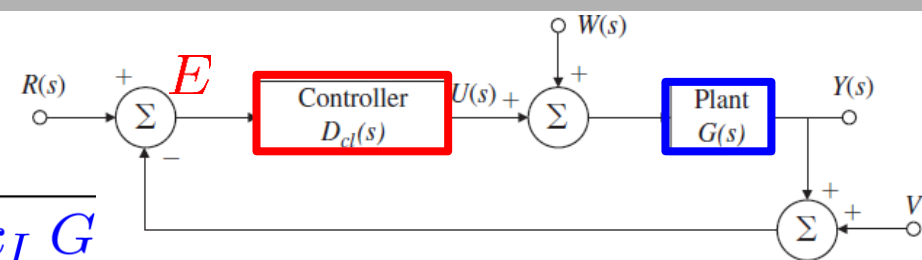 W(s)
R(s)
+
E
Controller
D_cl(s)
U(s) +
+
Plant
G(s)
Y(s)
Σ
Σ
−
I G
+
+
Σ
V